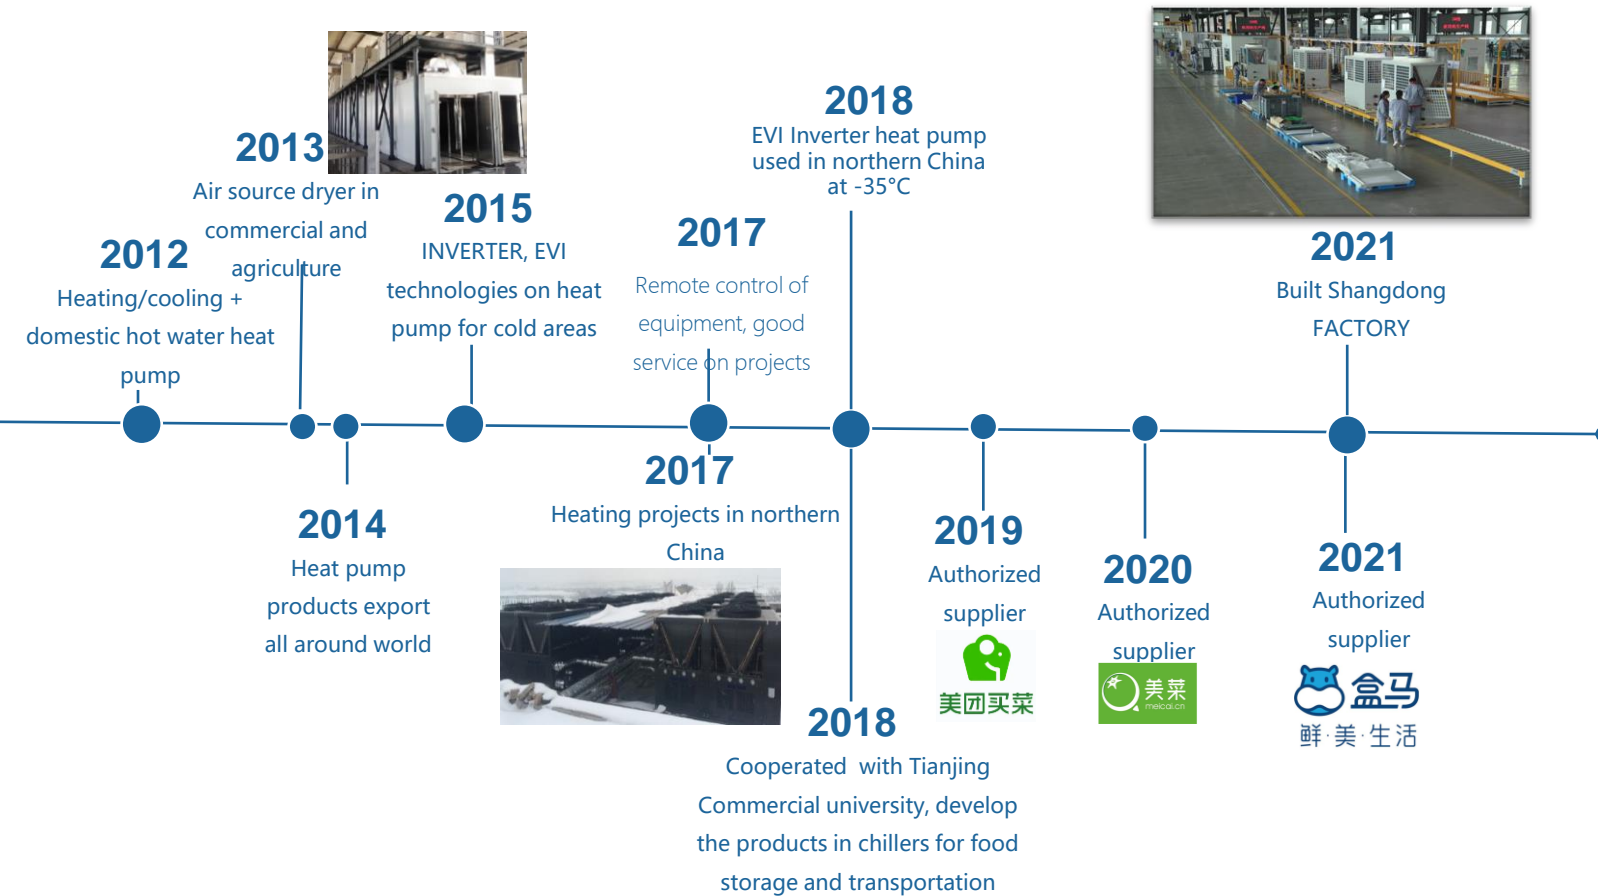 2012
Heating/cooling +
domestic hot water heat
pump
2013
Air source dryer in
commercial and
agriculture
2014
Heat pump
products export
all around world
2015
INVERTER, EVI
technologies on heat
pump for cold areas
2017
Remote control of
equipment, good
service on projects
2017
Heating projects in northern
China
2018
EVI Inverter heat pump
used in northern China
at -35°C
2018
Cooperated  with Tianjing
Commercial university, develop
the products in chillers for food
storage and transportation
2019
Authorized
supplier
美团买菜
2020
Authorized
supplier
美菜
meicai.cn
2021
Built Shangdong
FACTORY
2021
Authorized
supplier
盒马
鲜·美·生活